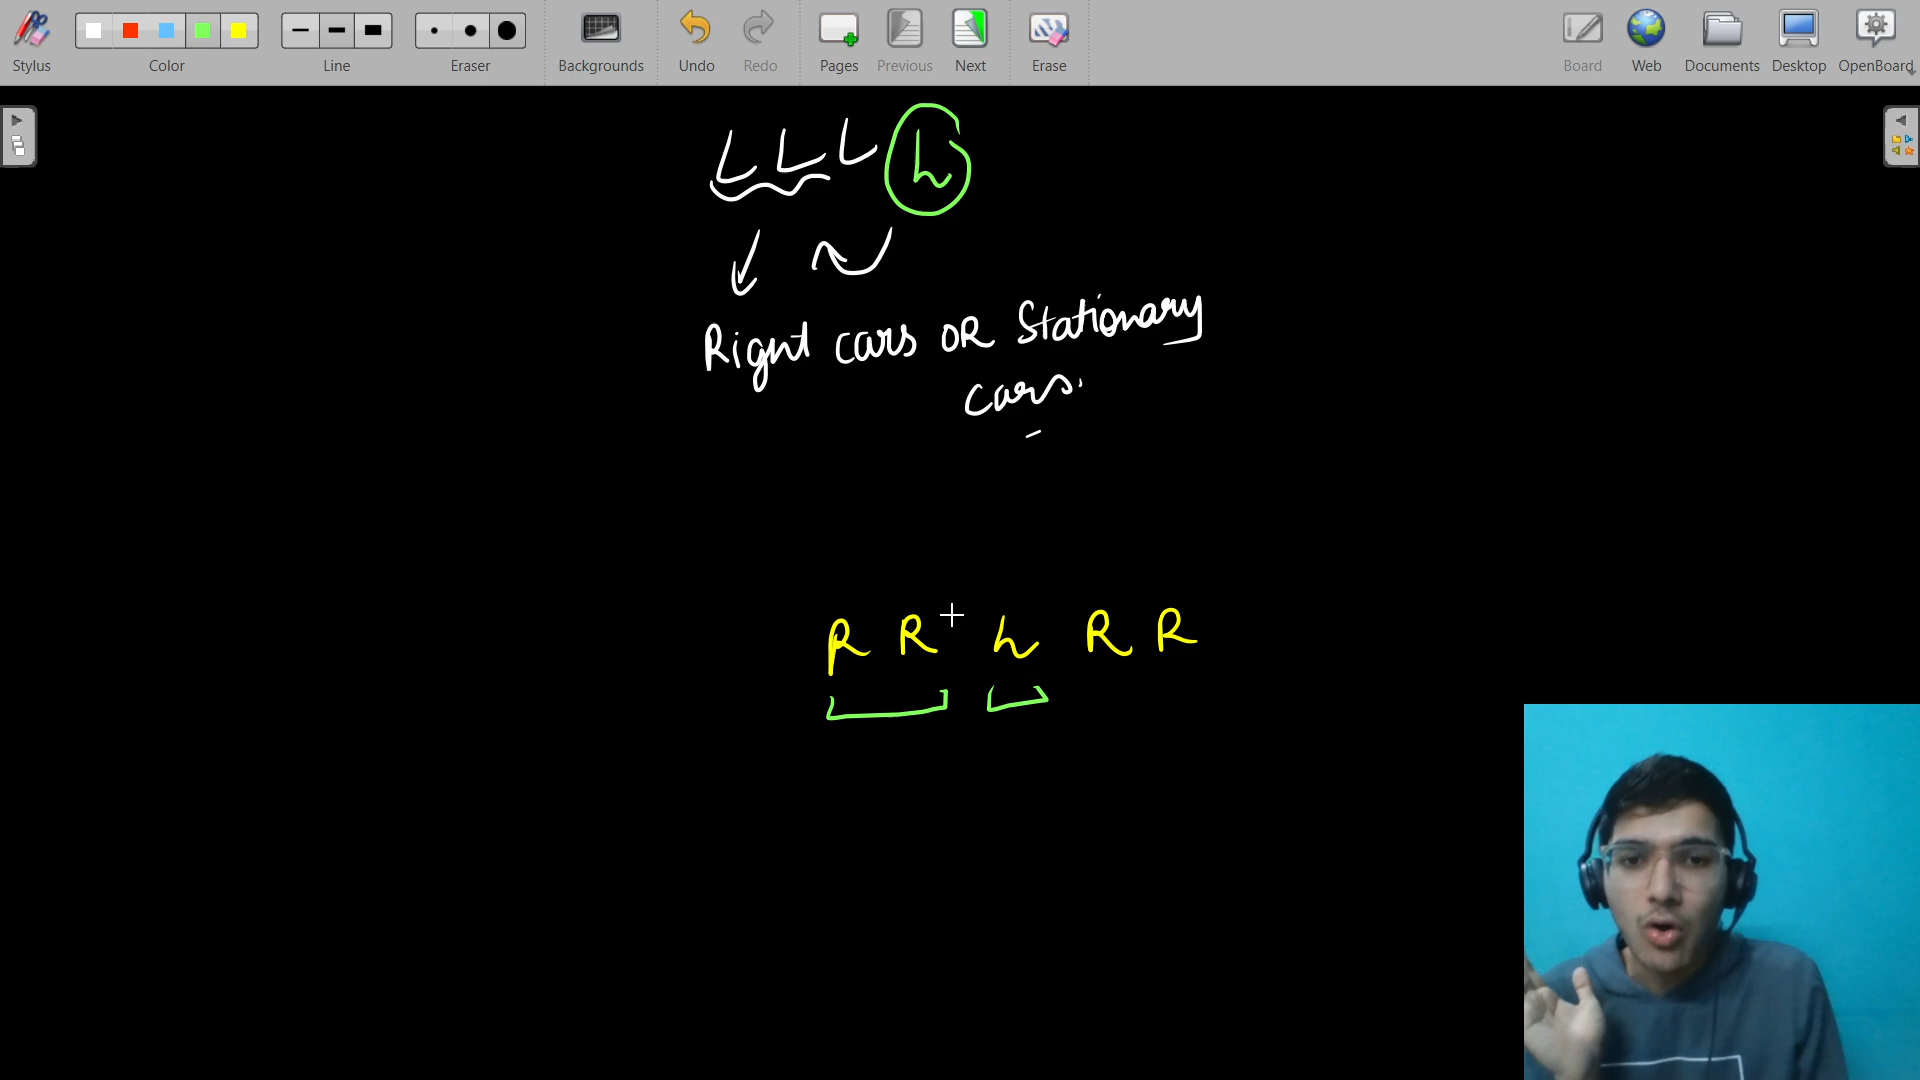 Stylus Color Line Eraser Backgrounds Undo Redo Pages Previous Next Erase Board Web Documents Desktop OpenBoard
L L L L
Right cars OR Stationary
cars.
R R L R R